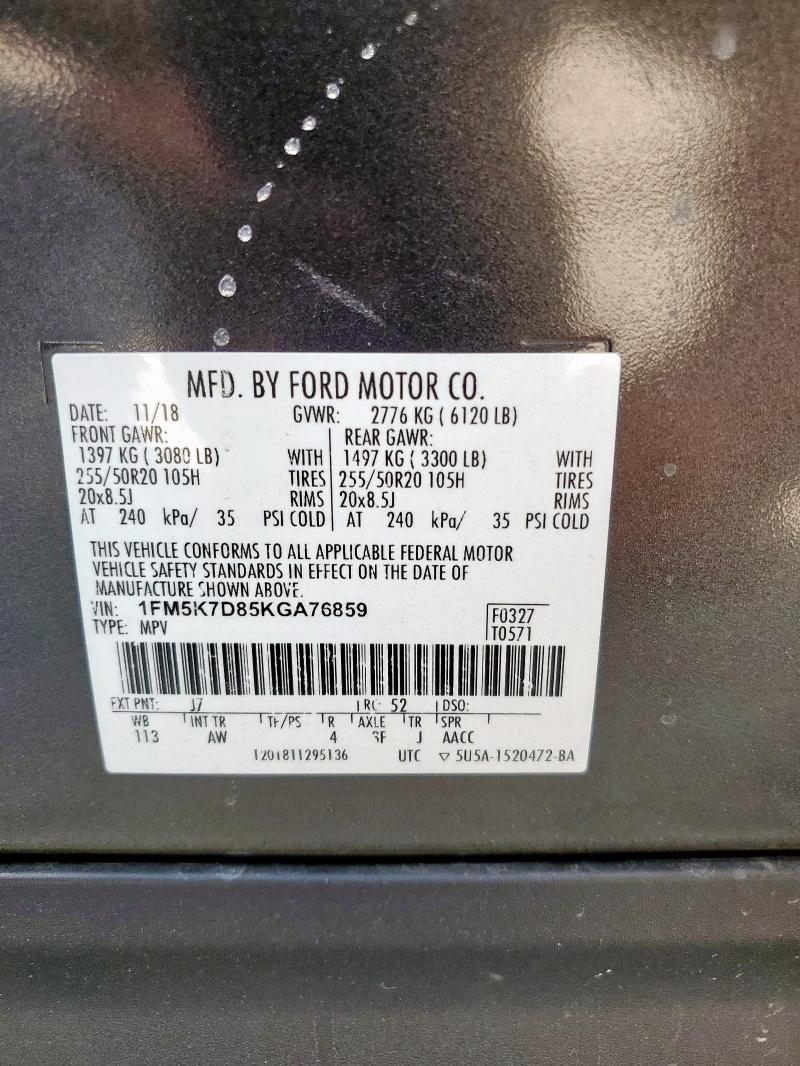 MFD. BY FORD MOTOR CO.
DATE: 11/18 GVWR: 2776 KG ( 6120 LB)
FRONT GAWR: REAR GAWR:
1397 KG ( 3080 LB) WITH 1497 KG ( 3300 LB) WITH
255/50R20 105H TIRES 255/50R20 105H TIRES
20x8.5J RIMS 20x8.5J RIMS
AT 240 kPa/ 35 PSI COLD AT 240 kPa/ 35 PSI COLD
THIS VEHICLE CONFORMS TO ALL APPLICABLE FEDERAL MOTOR
VEHICLE SAFETY STANDARDS IN EFFECT ON THE DATE OF
MANUFACTURE SHOWN ABOVE.
VIN: 1FM5K7D85KGA76859 F0327
TYPE: MPV T0571
EXT PNT: J7 RC: 52 DSO:
WB INT TR TP/PS R AXLE TR SPR
113 AW 4 J AACC
1201811295136 UTC ▽ 5U5A-1520472-BA